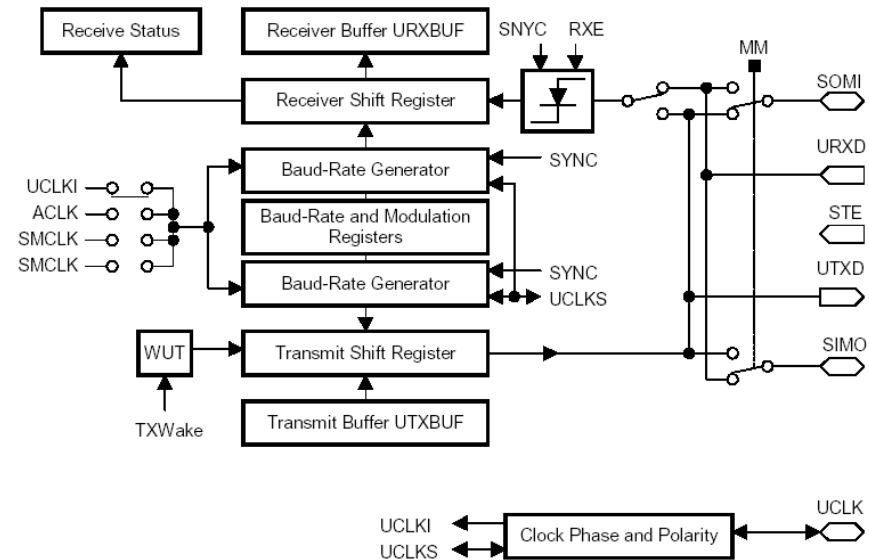 Receive Status
Receiver Buffer URXBUF
SNYC
RXE
MM
SOMI
Receiver Shift Register
URXD
Baud-Rate Generator
SYNC
UCLKI
ACLK
SMCLK
SMCLK
Baud-Rate and Modulation
Registers
STE
Baud-Rate Generator
SYNC
UCLKS
UTXD
WUT
Transmit Shift Register
SIMO
TXWake
Transmit Buffer UTXBUF
UCLKI
UCLKS
Clock Phase and Polarity
UCLK